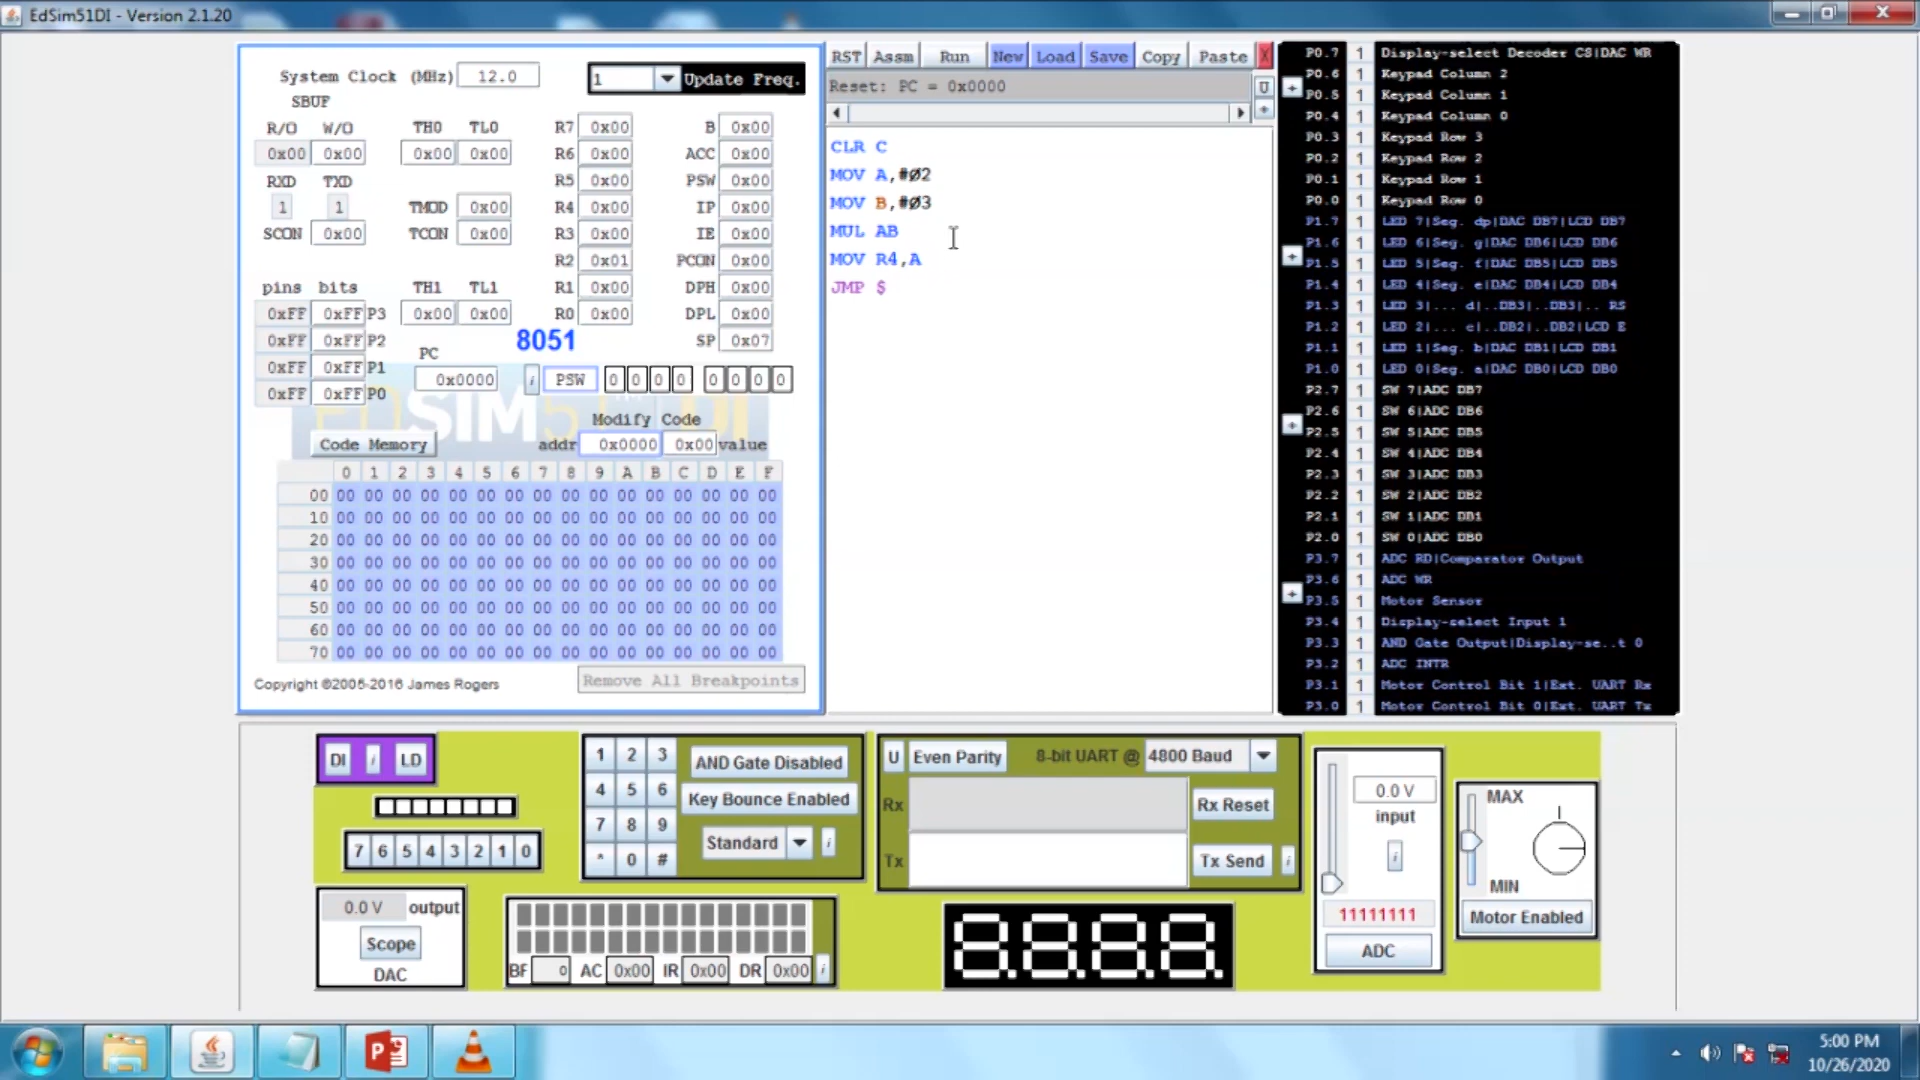 EdSim51DI - Version 2.1.20
System Clock (MHz) 12.0 1 Update Freq.
SBUF
R/O W/O TH0 TL0 R7 0x00 B 0x00
0x00 0x00 0x00 0x00 R6 0x00 ACC 0x00
RXD TXD R5 0x00 PSW 0x00
1 1 TMOD 0x00 R4 0x00 IP 0x00
SCON 0x00 TCON 0x00 R3 0x00 IE 0x00
R2 0x01 PCON 0x00
pins bits TH1 TL1 R1 0x00 DPH 0x00
0xFF 0xFF P3 0x00 0x00 R0 0x00 DPL 0x00
0xFF 0xFF P2 8051 SP 0x07
0xFF 0xFF P1 PC
0xFF 0xFF P0 0x0000 i PSW 0 0 0 0 0 0 0 0
Modify Code
Code Memory addr 0x0000 0x00 value
0 1 2 3 4 5 6 7 8 9 A B C D E F
00 00 00 00 00 00 00 00 00 00 00 00 00 00 00 00 00
10 00 00 00 00 00 00 00 00 00 00 00 00 00 00 00 00
20 00 00 00 00 00 00 00 00 00 00 00 00 00 00 00 00
30 00 00 00 00 00 00 00 00 00 00 00 00 00 00 00 00
40 00 00 00 00 00 00 00 00 00 00 00 00 00 00 00 00
50 00 00 00 00 00 00 00 00 00 00 00 00 00 00 00 00
60 00 00 00 00 00 00 00 00 00 00 00 00 00 00 00 00
70 00 00 00 00 00 00 00 00 00 00 00 00 00 00 00 00
Copyright ©2005-2016 James Rogers Remove All Breakpoints
RST Assm Run New Load Save Copy Paste X
Reset: PC = 0x0000 U
CLR C
MOV A,#02
MOV B,#03
MUL AB
MOV R4,A
JMP $
P0.7 1 Display-select Decoder CS|DAC WR
P0.6 1 Keypad Column 2
P0.5 1 Keypad Column 1
P0.4 1 Keypad Column 0
P0.3 1 Keypad Row 3
P0.2 1 Keypad Row 2
P0.1 1 Keypad Row 1
P0.0 1 Keypad Row 0
P1.7 1 LED 7|Seg. dp|DAC DB7|LCD DB7
P1.6 1 LED 6|Seg. g|DAC DB6|LCD DB6
P1.5 1 LED 5|Seg. f|DAC DB5|LCD DB5
P1.4 1 LED 4|Seg. e|DAC DB4|LCD DB4
P1.3 1 LED 3|... d|..DB3|..DB3|.. RS
P1.2 1 LED 2|... c|..DB2|..DB2|LCD E
P1.1 1 LED 1|Seg. b|DAC DB1|LCD DB1
P1.0 1 LED 0|Seg. a|DAC DB0|LCD DB0
P2.7 1 SW 7|ADC DB7
P2.6 1 SW 6|ADC DB6
P2.5 1 SW 5|ADC DB5
P2.4 1 SW 4|ADC DB4
P2.3 1 SW 3|ADC DB3
P2.2 1 SW 2|ADC DB2
P2.1 1 SW 1|ADC DB1
P2.0 1 SW 0|ADC DB0
P3.7 1 ADC RD|Comparator Output
P3.6 1 ADC WR
P3.5 1 Motor Sensor
P3.4 1 Display-select Input 1
P3.3 1 AND Gate Output|Display-se..t 0
P3.2 1 ADC INTR
P3.1 1 Motor Control Bit 1|Ext. UART Rx
P3.0 1 Motor Control Bit 0|Ext. UART Tx
DI i LD
7 6 5 4 3 2 1 0
0.0 V output
Scope
DAC
1 2 3 AND Gate Disabled
4 5 6 Key Bounce Enabled
7 8 9 Standard i
* 0 #
BF 0 AC 0x00 IR 0x00 DR 0x00 i
U Even Parity 8-bit UART @ 4800 Baud
Rx Rx Reset
Tx Tx Send i
8.8.8.8.
0.0 V
input
i
11111111
ADC
MAX
MIN
Motor Enabled
5:00 PM
10/26/2020